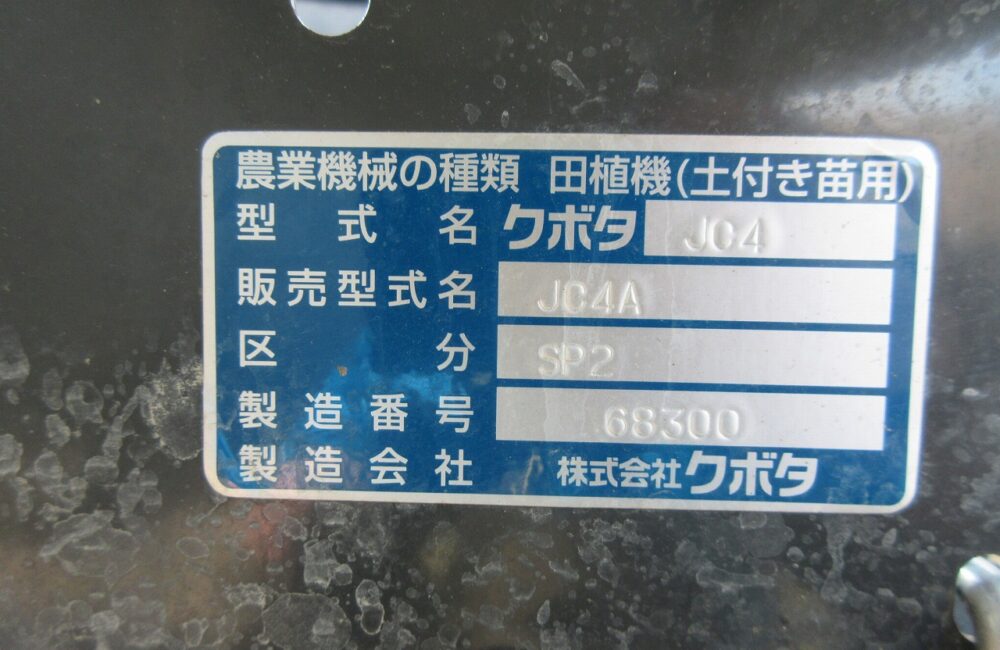 農業機械の種類 田植機(土付き苗用)
型式名 クボタ JC4
販売型式名 JC4A
区分 SP2
製造番号 68300
製造会社 株式会社クボタ